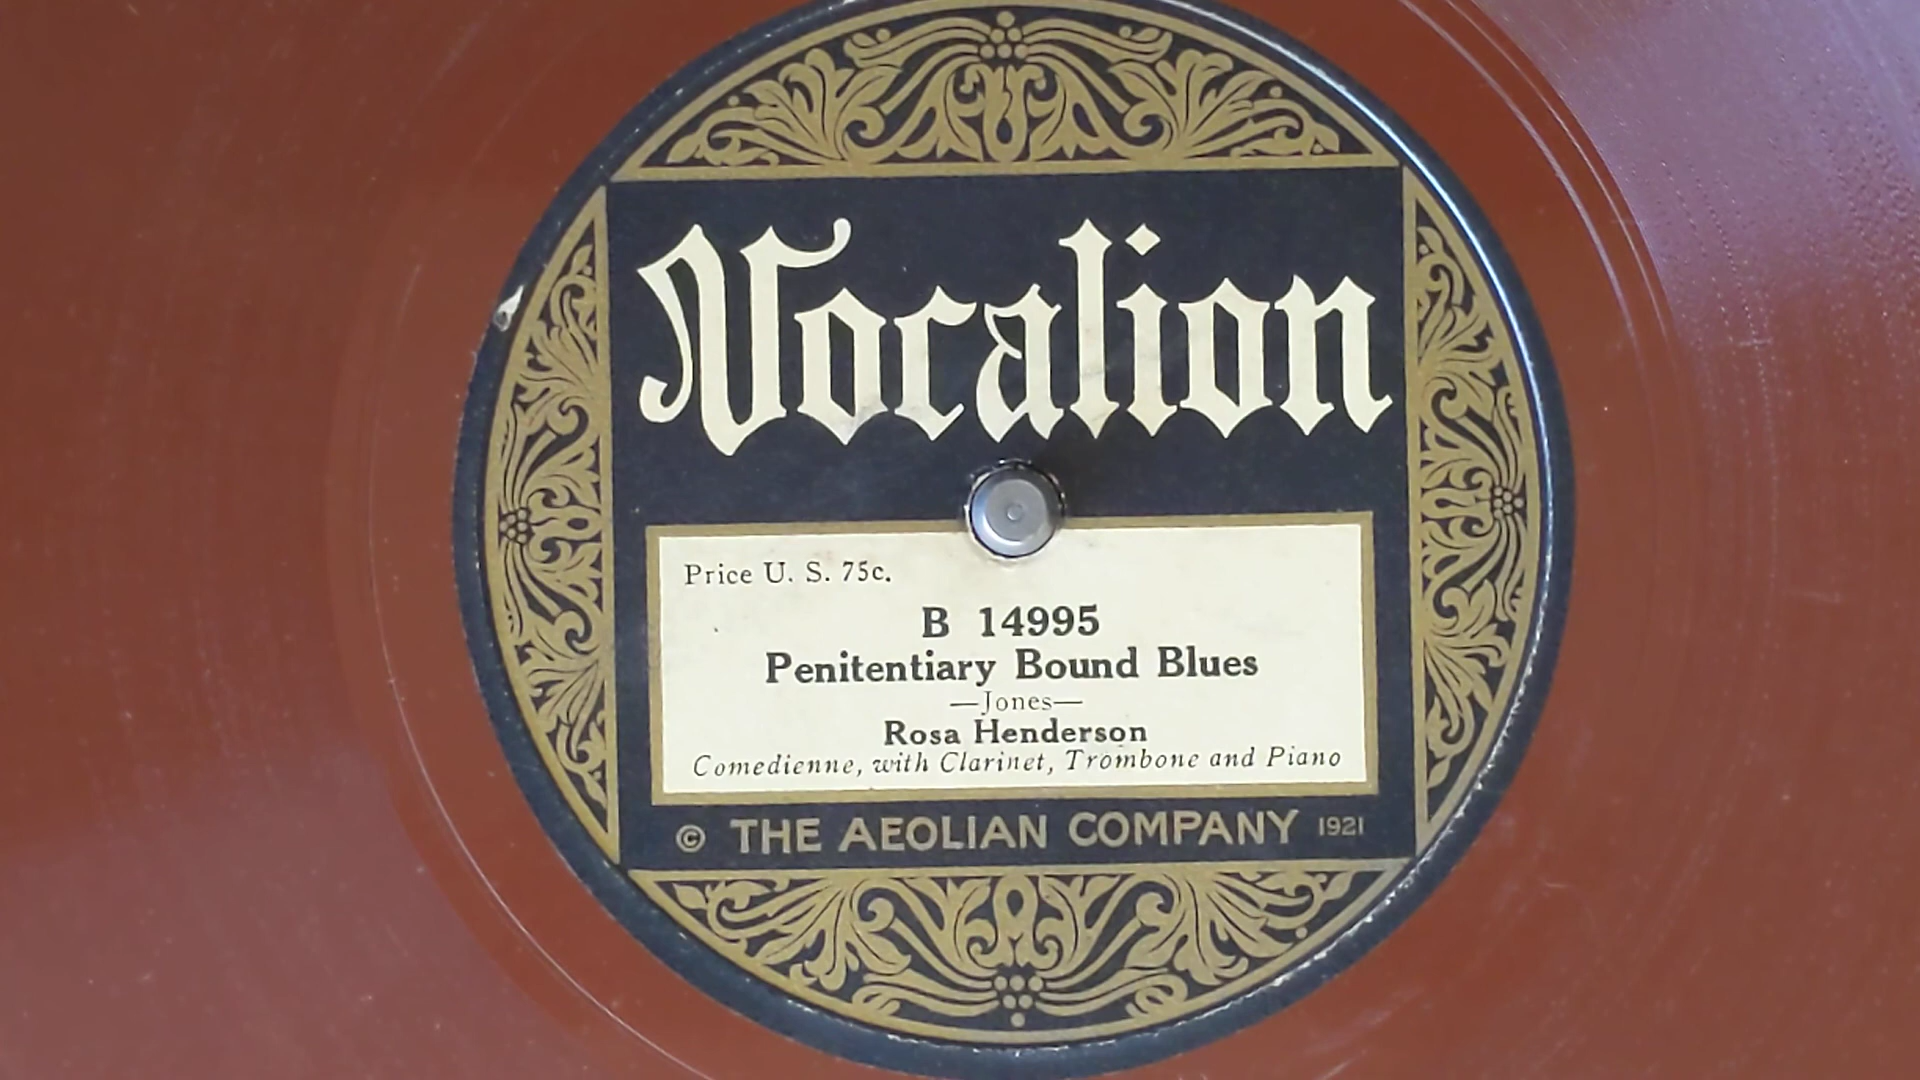 Vocalion
Price U. S. 75c.
B 14995
Penitentiary Bound Blues
—Jones—
Rosa Henderson
Comedienne, with Clarinet, Trombone and Piano
© THE AEOLIAN COMPANY 1921